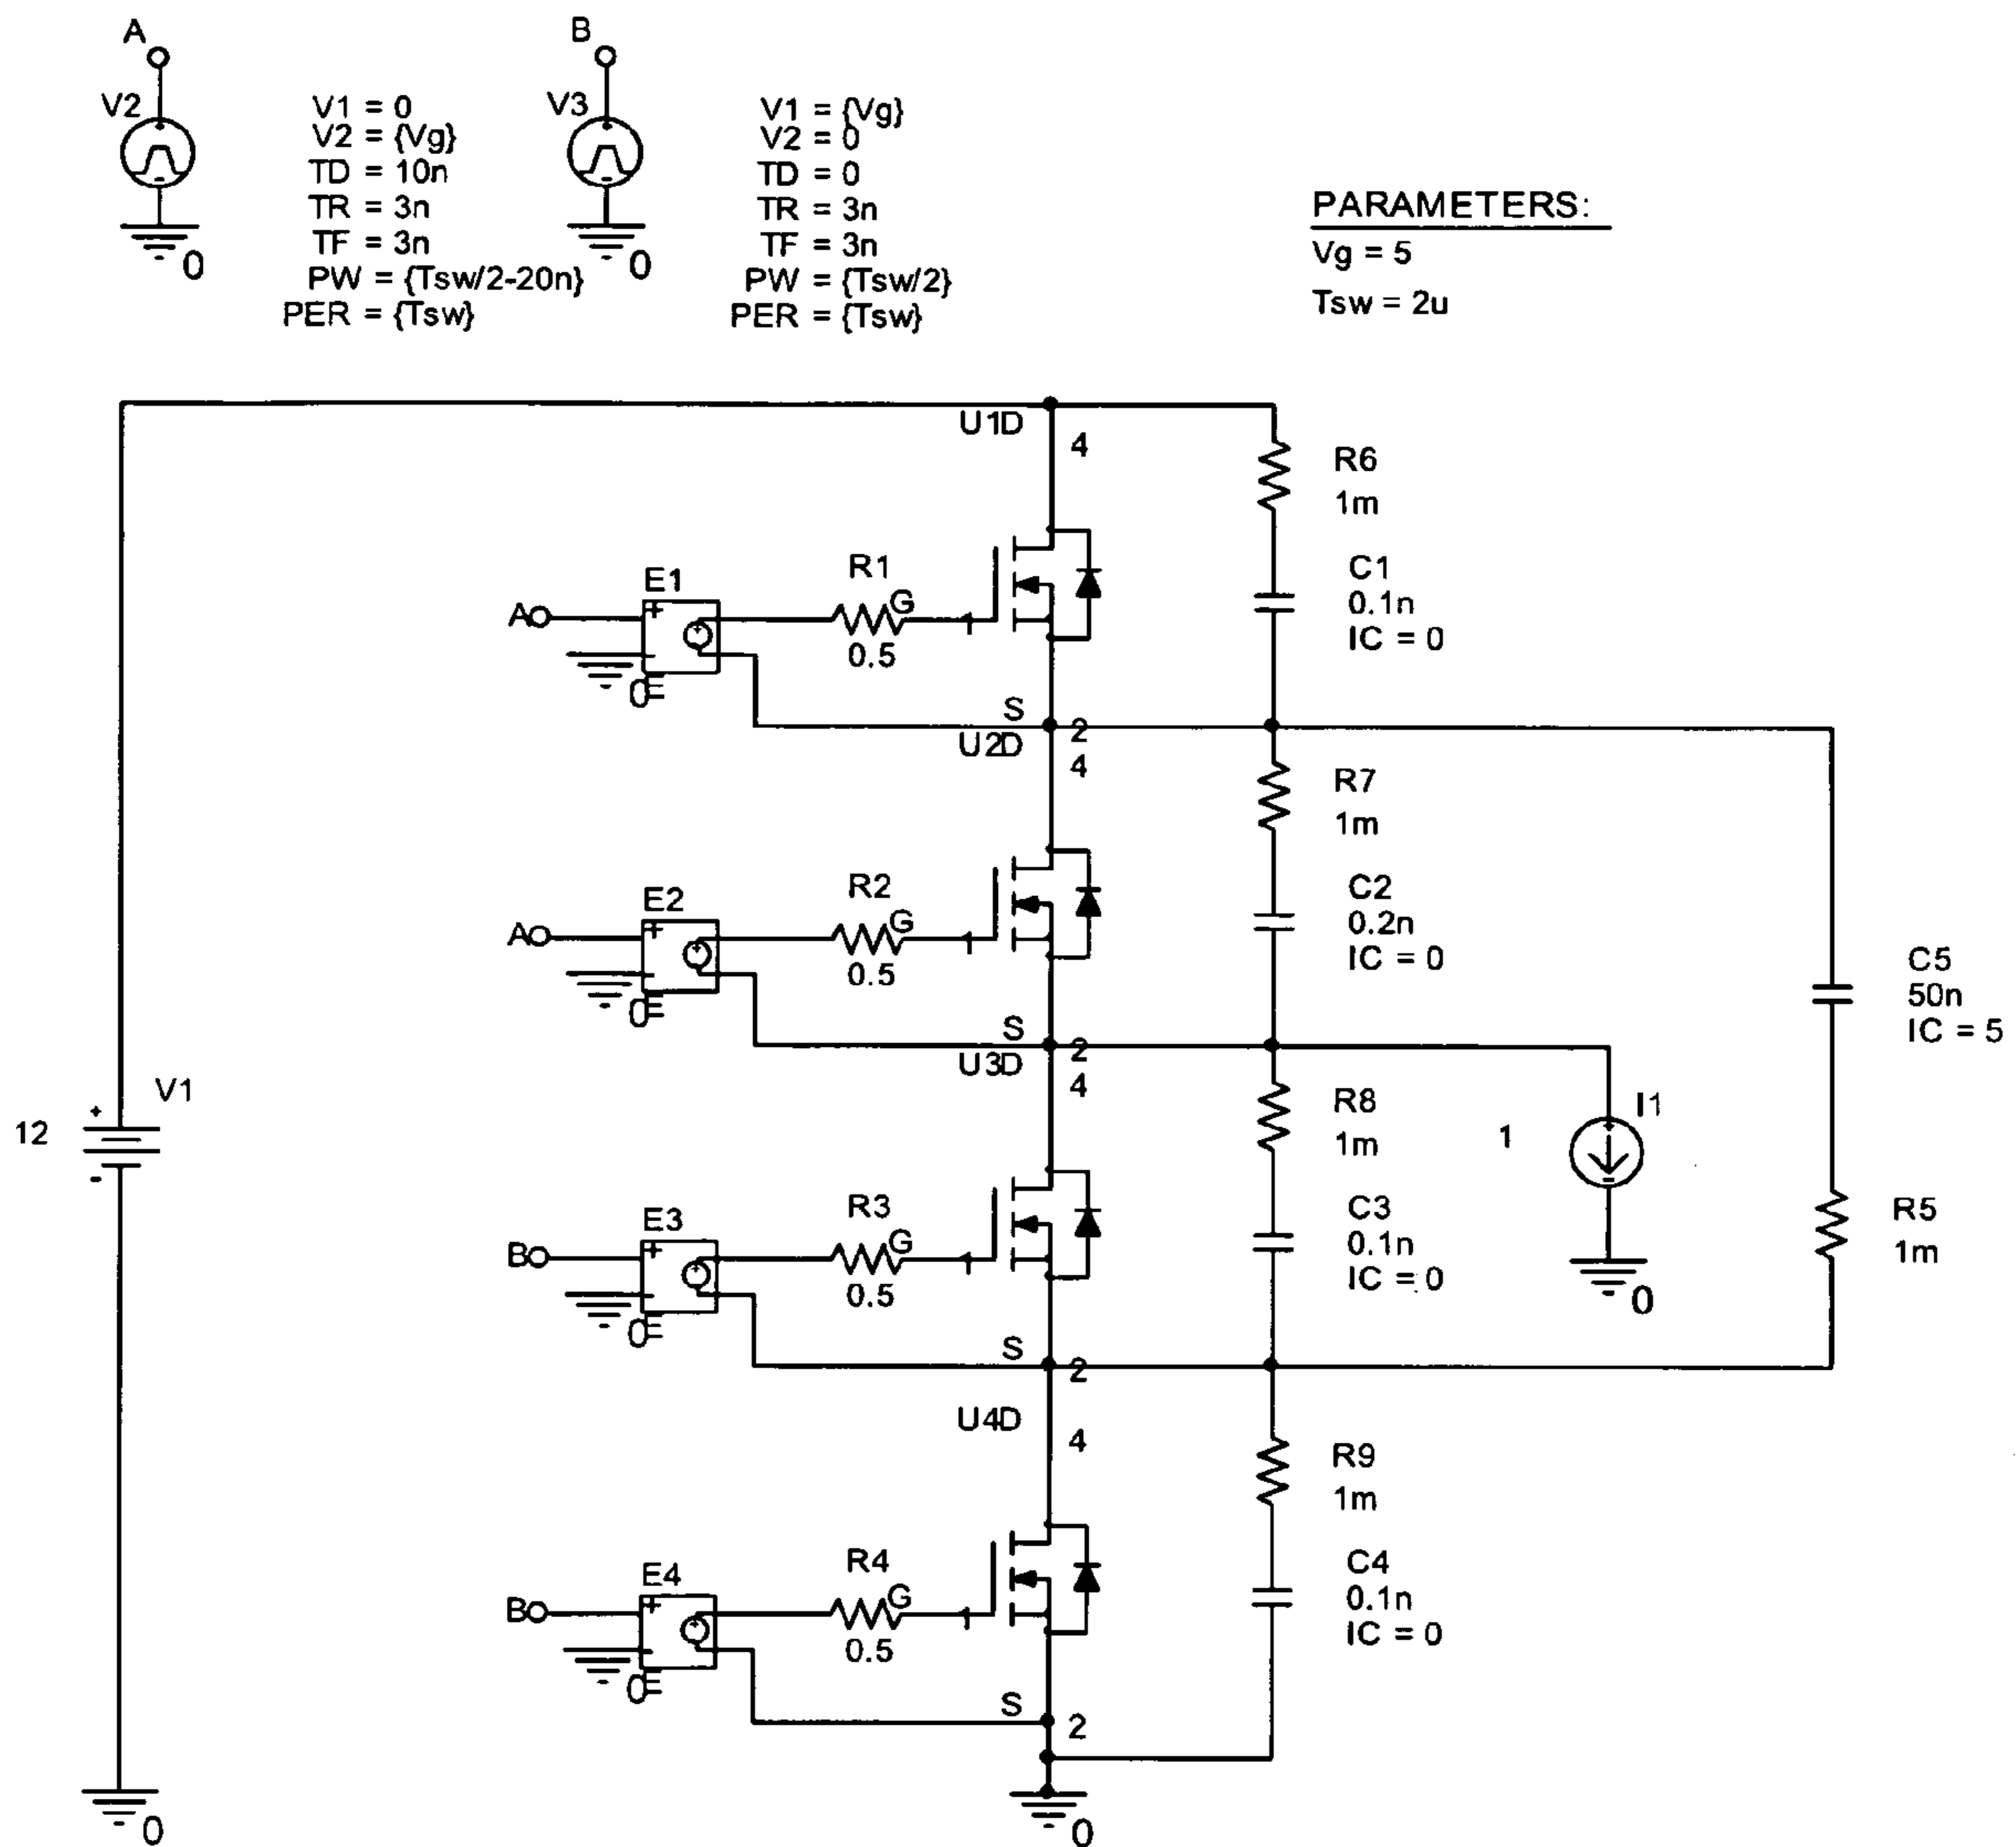 A
B
V2
V1 = 0
V2 = {Vg}
TD = 10n
TR = 3n
TF = 3n
PW = {Tsw/2-20n}
PER = {Tsw}
0
V3
V1 = {Vg}
V2 = 0
TD = 0
TR = 3n
TF = 3n
PW = {Tsw/2}
PER = {Tsw}
0
PARAMETERS:
Vg = 5
Tsw = 2u
U1D
4
R6
1m
E1
R1
G
A
1
0.5
C1
0.1n
IC = 0
0
E
S
2
U2D
4
R7
1m
E2
R2
G
A
1
0.5
C2
0.2n
IC = 0
0
E
C5
50n
IC = 5
S
2
U3D
4
V1
+
12
-
R8
1m
1
I1
E3
R3
G
B
1
0.5
C3
0.1n
IC = 0
0
E
0
R5
1m
S
2
U4D
4
R9
1m
E4
R4
G
B
1
0.5
C4
0.1n
IC = 0
0
E
S
2
0
0